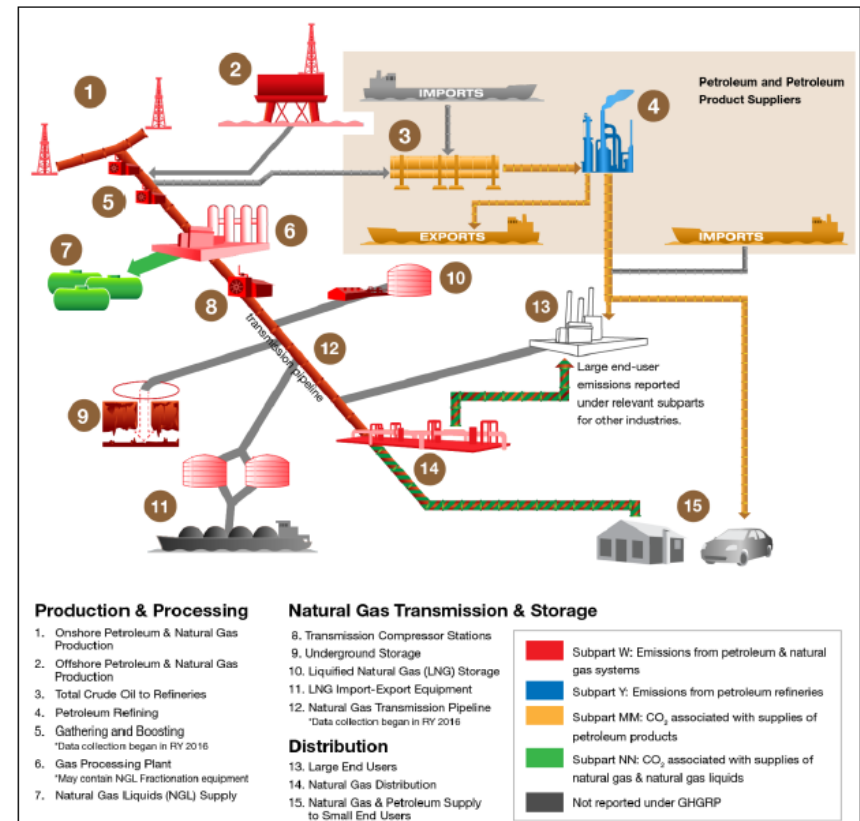 1
2
IMPORTS
Petroleum and Petroleum
Product Suppliers
4
3
5
6
EXPORTS
IMPORTS
7
10
8
13
transmission pipeline
12
Large end-user
emissions reported
under relevant subparts
for other industries.
9
14
11
15
Production & Processing
1. Onshore Petroleum & Natural Gas
Production
2. Offshore Petroleum & Natural Gas
Production
3. Total Crude Oil to Refineries
4. Petroleum Refining
5. Gathering and Boosting
*Data collection began in RY 2016
6. Gas Processing Plant
*May contain NGL Fractionation equipment
7. Natural Gas lLiquids (NGL) Supply
Natural Gas Transmission & Storage
8. Transmission Compressor Stations
9. Underground Storage
10. Liquified Natural Gas (LNG) Storage
11. LNG Import-Export Equipment
12. Natural Gas Transmission Pipeline
*Data collection began in RY 2016
Distribution
13. Large End Users
14. Natural Gas Distribution
15. Natural Gas & Petroleum Supply
to Small End Users
Subpart W: Emissions from petroleum & natural
gas systems
Subpart Y: Emissions from petroleum refineries
Subpart MM: CO₂ associated with supplies of
petroleum products
Subpart NN: CO₂ associated with supplies of
natural gas & natural gas liquids
Not reported under GHGRP